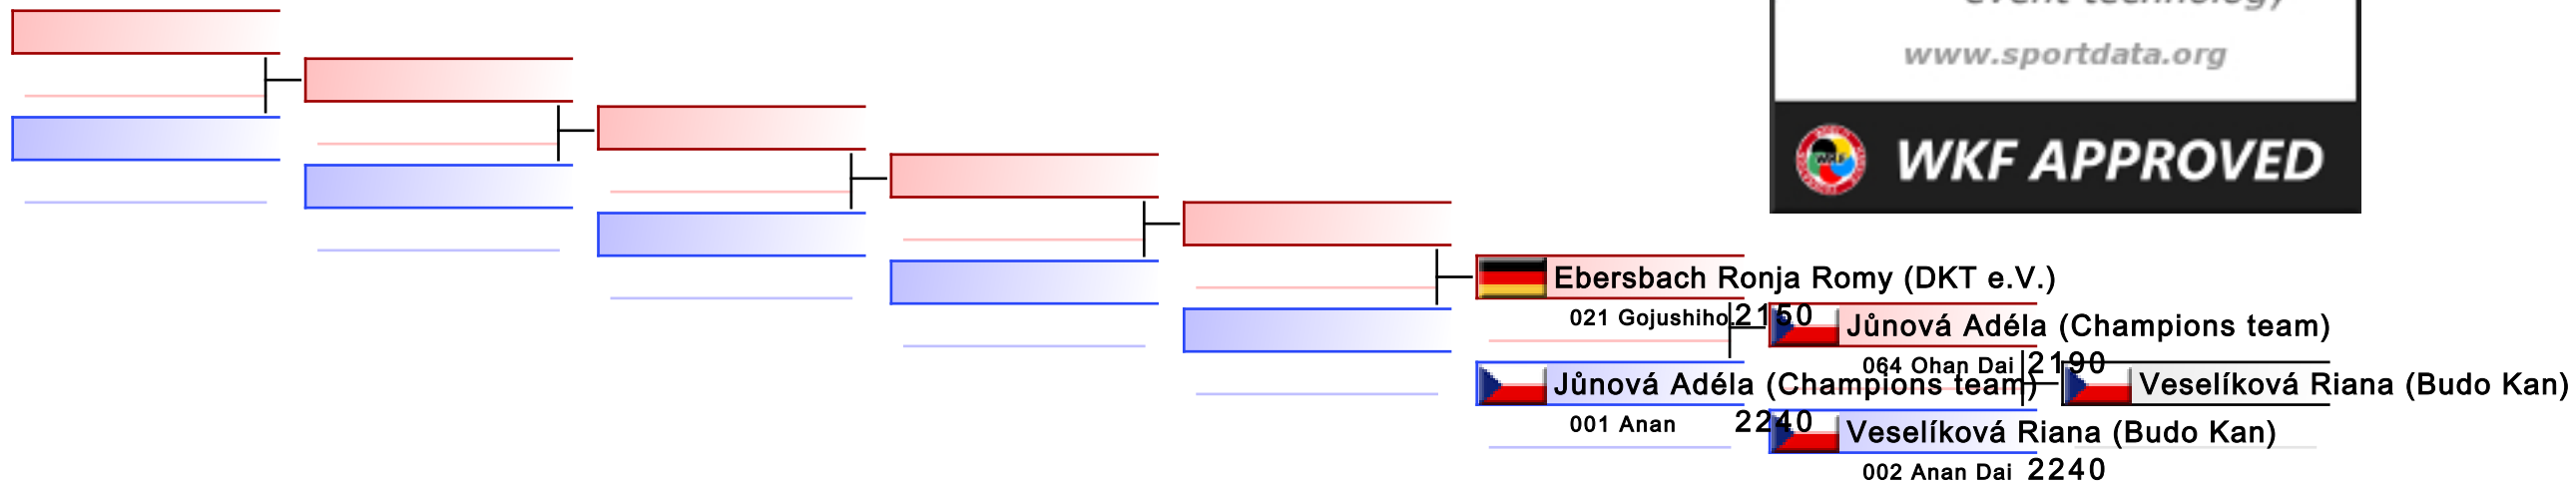 event technology
www.sportdata.org
WKF APPROVED
Ebersbach Ronja Romy (DKT e.V.)
021 Gojushiho. 2150
Jůnová Adéla (Champions team)
064 Ohan Dai 2190
Jůnová Adéla (Champions team)
Veselíková Riana (Budo Kan)
001 Anan 2240
Veselíková Riana (Budo Kan)
002 Anan Dai 2240